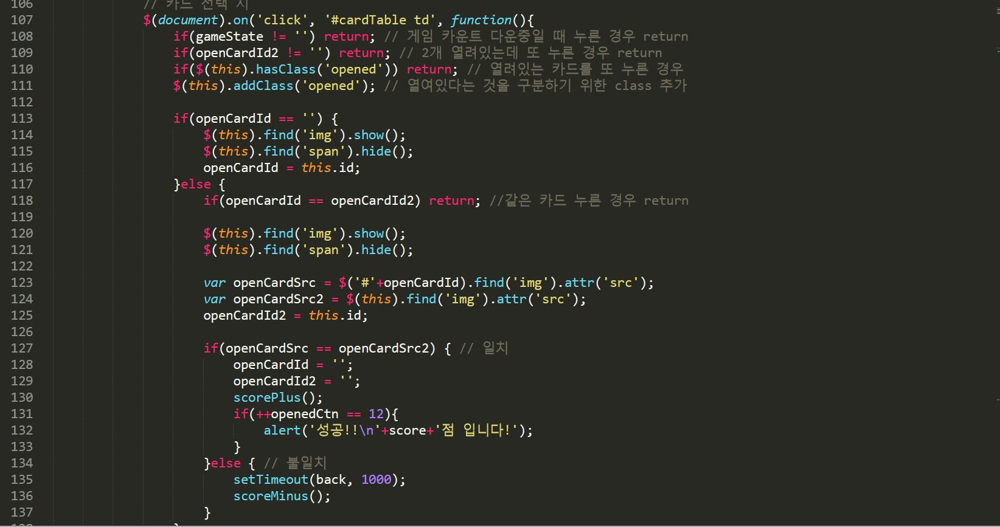 106 // 카드 선택 시
107 $(document).on('click', '#cardTable td', function(){
108 if(gameState != '') return; // 게임 카운트 다운중일 때 누른 경우 return
109 if(openCardId2 != '') return; // 2개 열려있는데 또 누른 경우 return
110 if($(this).hasClass('opened')) return; // 열려있는 카드를 또 누른 경우
111 $(this).addClass('opened'); // 열여있다는 것을 구분하기 위한 class 추가
112
113 if(openCardId == '') {
114 $(this).find('img').show();
115 $(this).find('span').hide();
116 openCardId = this.id;
117 }else {
118 if(openCardId == openCardId2) return; //같은 카드 누른 경우 return
119
120 $(this).find('img').show();
121 $(this).find('span').hide();
122
123 var openCardSrc = $('#'+openCardId).find('img').attr('src');
124 var openCardSrc2 = $(this).find('img').attr('src');
125 openCardId2 = this.id;
126
127 if(openCardSrc == openCardSrc2) { // 일치
128 openCardId = '';
129 openCardId2 = '';
130 scorePlus();
131 if(++openedCtn == 12){
132 alert('성공!!\n'+score+'점 입니다!');
133 }
134 }else { // 불일치
135 setTimeout(back, 1000);
136 scoreMinus();
137 }